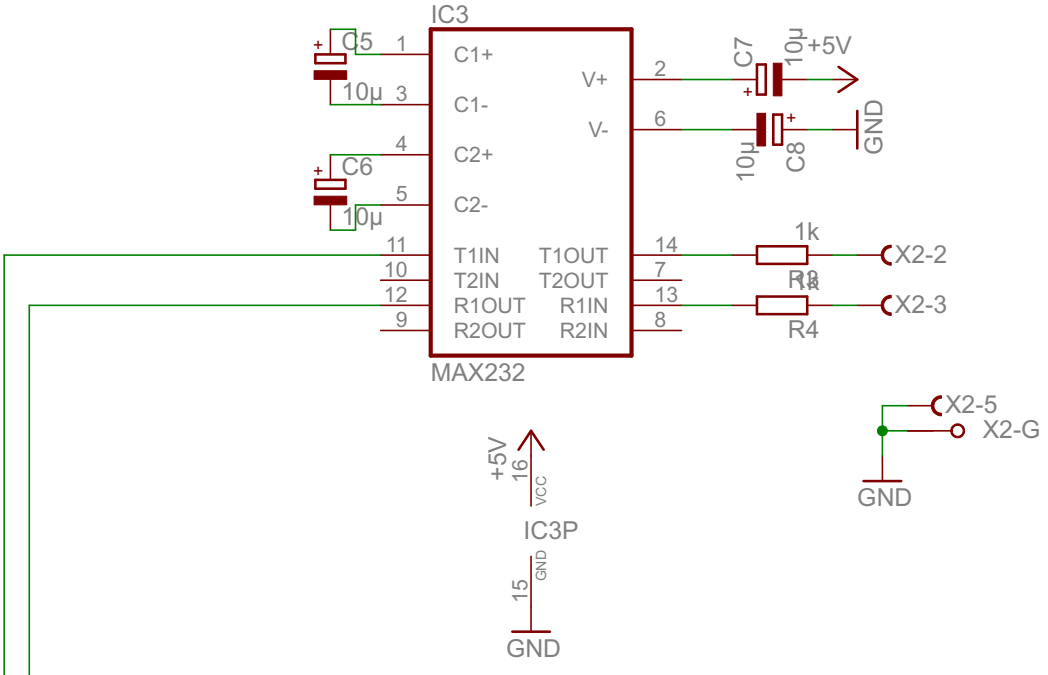 IC3
C5
+
10µ
1
3
C1+
C1-
C6
+
10µ
4
5
C2+
C2-
11
10
12
9
T1IN
T2IN
R1OUT
R2OUT
V+
V-
T1OUT
T2OUT
R1IN
R2IN
2
6
14
7
13
8
MAX232
C7
+
10µ
+5V
10µ
+
C8
GND
1k
R3
X2-2
1k
R4
X2-3
X2-5
X2-G
GND
+5V
16
VCC
IC3P
15
GND
GND